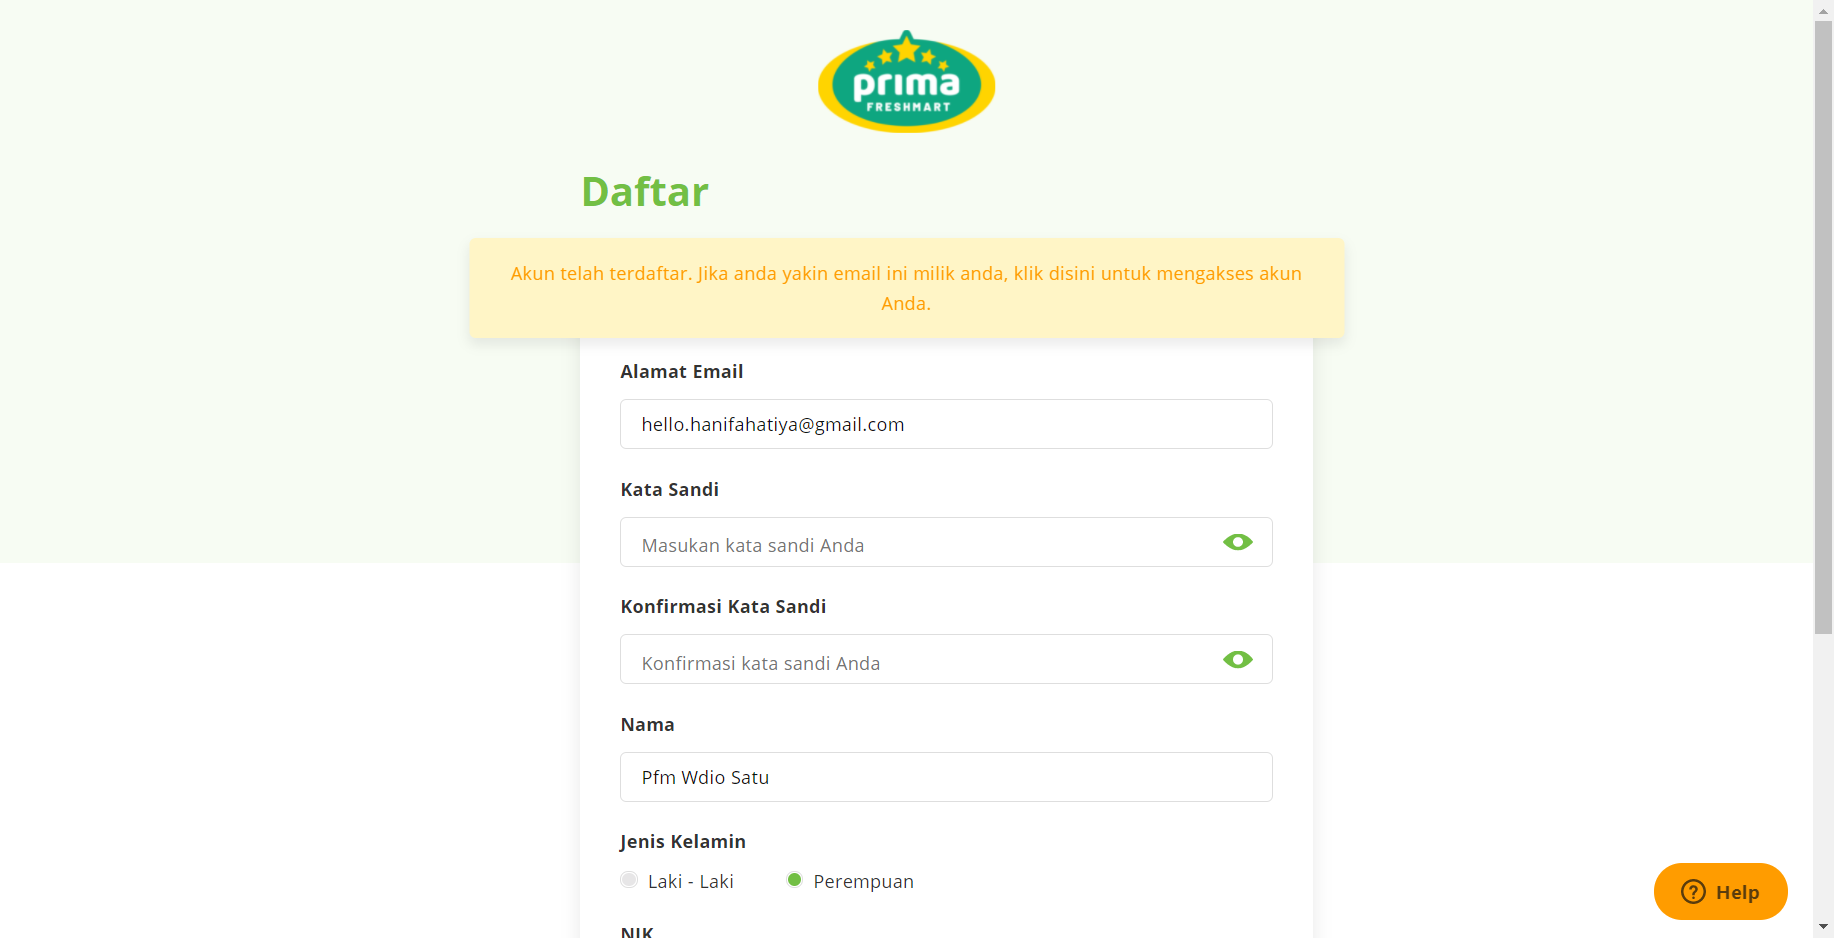 prima
FRESHMART
Daftar
Akun telah terdaftar. Jika anda yakin email ini milik anda, klik disini untuk mengakses akun
Anda.
Alamat Email
hello.hanifahatiya@gmail.com
Kata Sandi
Masukan kata sandi Anda
Konfirmasi Kata Sandi
Konfirmasi kata sandi Anda
Nama
Pfm Wdio Satu
Jenis Kelamin
Laki - Laki Perempuan
Help
NIK